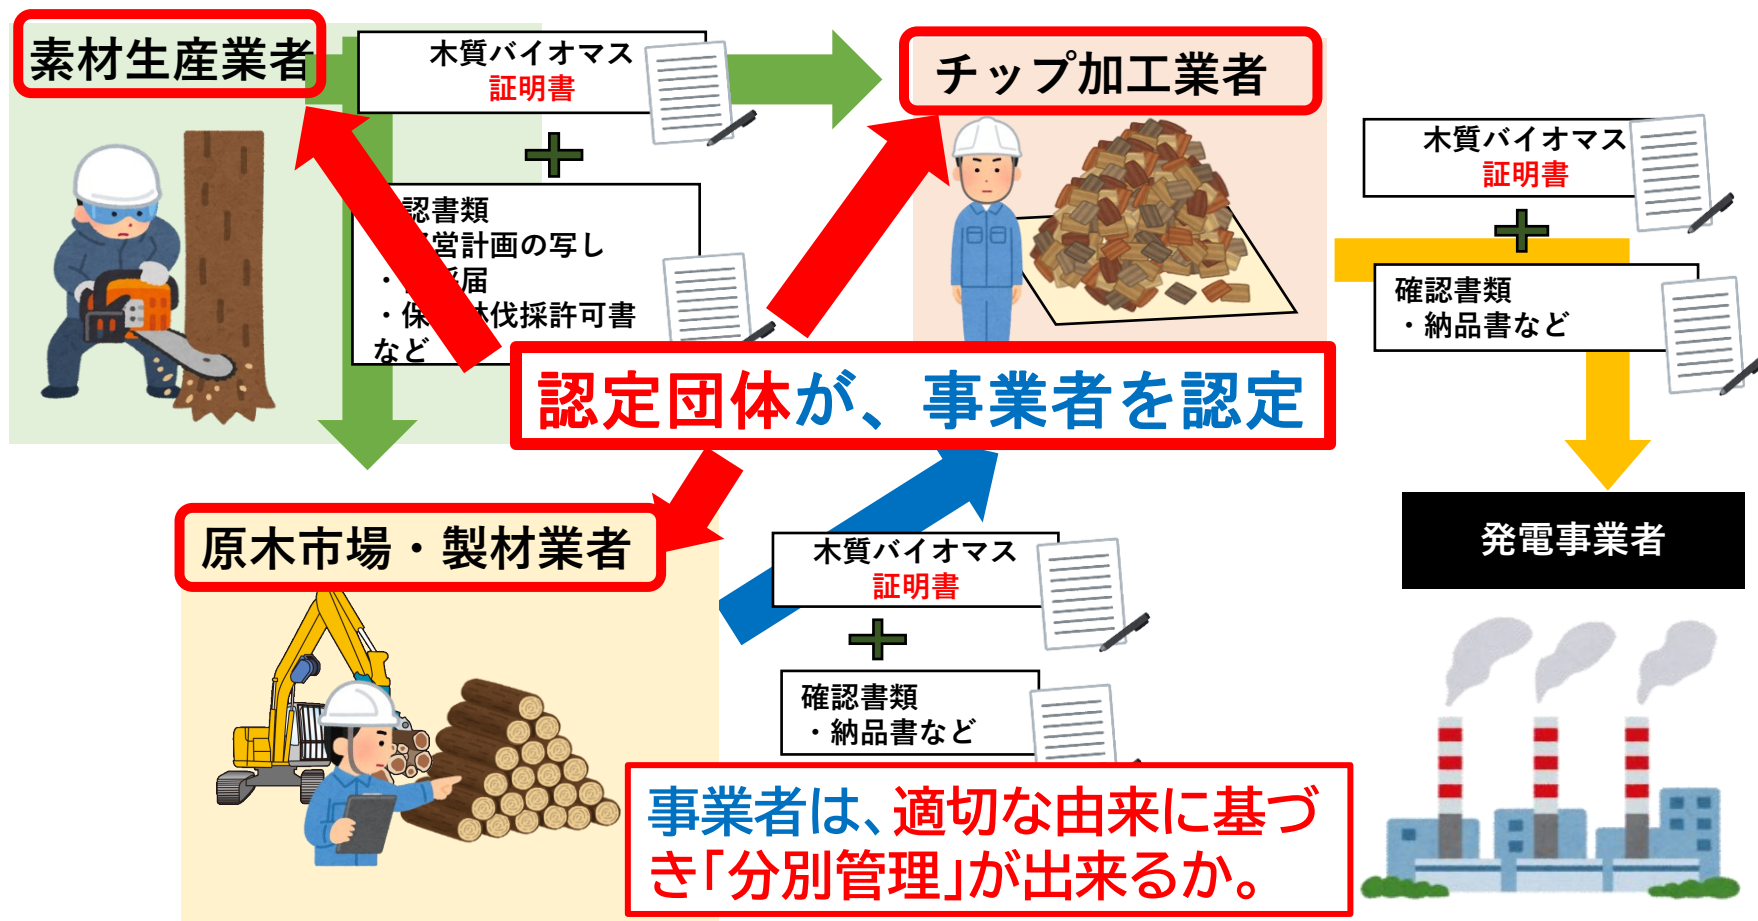 素材生産業者
木質バイオマス
証明書
認書類
営計画の写し
・ 届
・保 伐採許可書
など
チップ加工業者
木質バイオマス
証明書
確認書類
・納品書など
認定団体が、事業者を認定
発電事業者
原木市場・製材業者
木質バイオマス
証明書
確認書類
・納品書など
事業者は、適切な由来に基づ
き「分別管理」が出来るか。